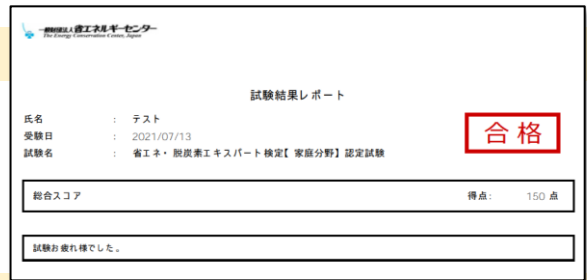 一般財団法人省エネルギーセンター
The Energy Conservation Center, Japan
試験結果レポート
氏名 : テスト
受験日 : 2021/07/13
試験名 : 省エネ・脱炭素エキスパート検定【家庭分野】認定試験
合格
総合スコア 得点: 150 点
試験お疲れ様でした。